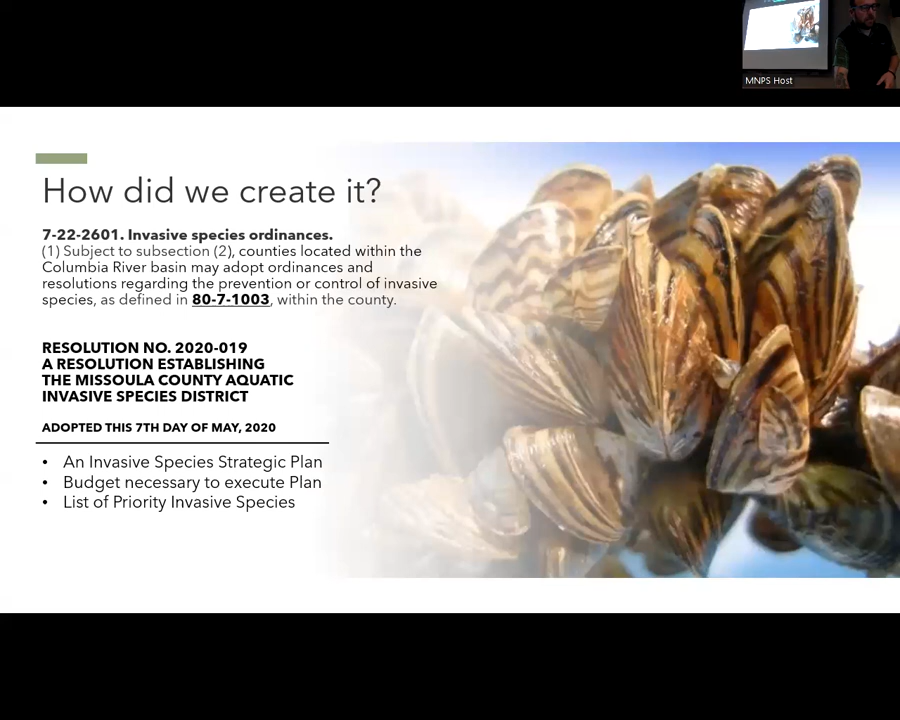 MNPS Host
How did we create it?
7-22-2601. Invasive species ordinances.
(1) Subject to subsection (2), counties located within the
Columbia River basin may adopt ordinances and
resolutions regarding the prevention or control of invasive
species, as defined in 80-7-1003, within the county.
RESOLUTION NO. 2020-019
A RESOLUTION ESTABLISHING
THE MISSOULA COUNTY AQUATIC
INVASIVE SPECIES DISTRICT
ADOPTED THIS 7TH DAY OF MAY, 2020
• An Invasive Species Strategic Plan
• Budget necessary to execute Plan
• List of Priority Invasive Species